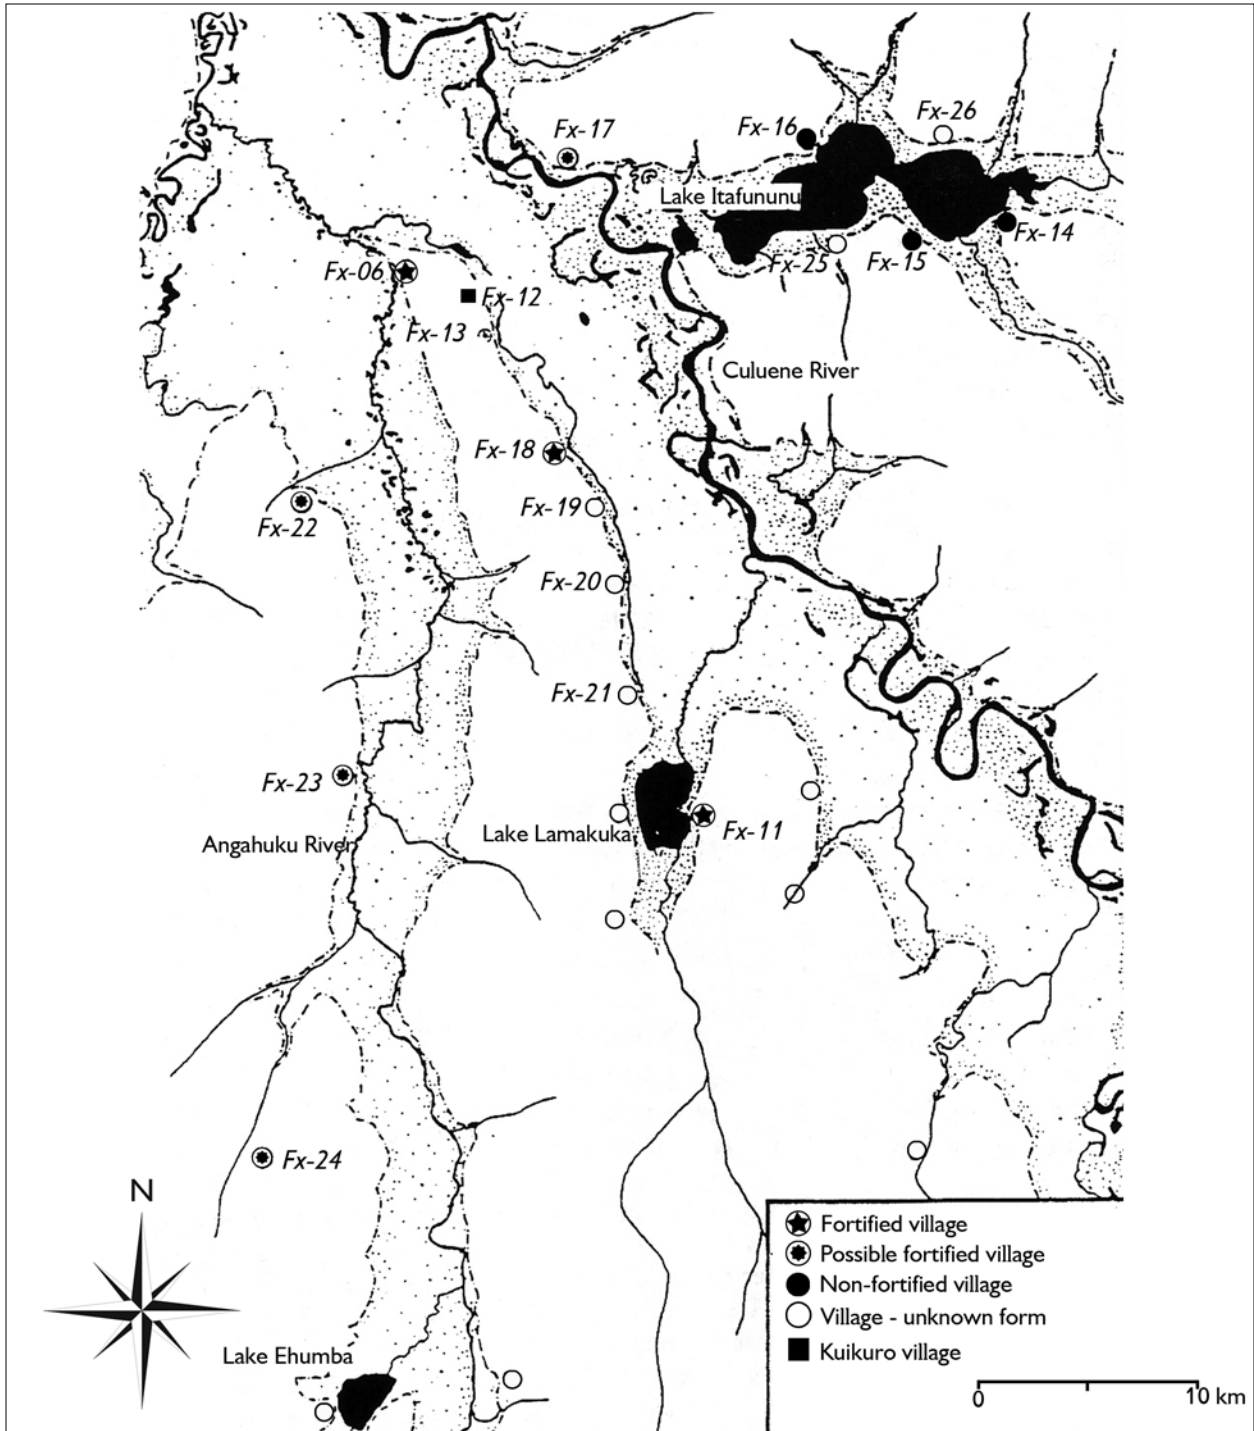 Fx-17
Fx-16
Fx-26
Lake Itafununu
Fx-14
Fx-25
Fx-15
Fx-06
Fx-12
Fx-13
Culuene River
Fx-18
Fx-19
Fx-22
Fx-20
Fx-21
Fx-23
Lake Lamakuka
Fx-11
Angahuku River
Fx-24
N
Fortified village
Possible fortified village
Non-fortified village
Village - unknown form
Kuikuro village
Lake Ehumba
0
10 km